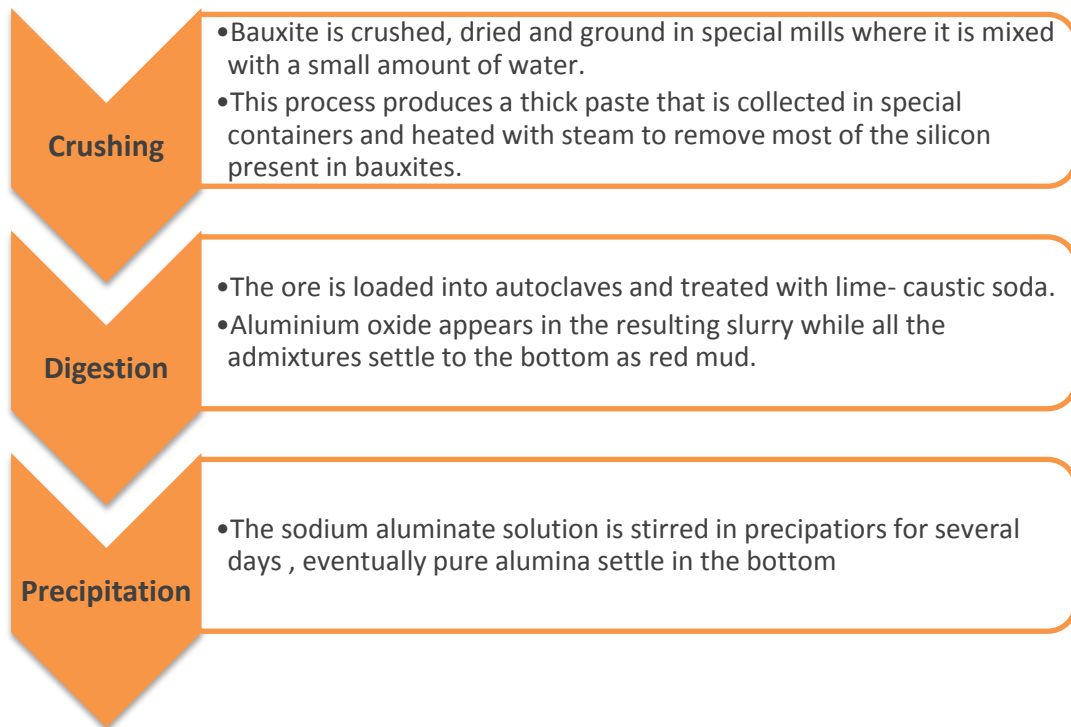 Crushing
•Bauxite is crushed, dried and ground in special mills where it is mixed
with a small amount of water.
•This process produces a thick paste that is collected in special
containers and heated with steam to remove most of the silicon
present in bauxites.
Digestion
•The ore is loaded into autoclaves and treated with lime- caustic soda.
•Aluminium oxide appears in the resulting slurry while all the
admixtures settle to the bottom as red mud.
Precipitation
•The sodium aluminate solution is stirred in precipatiors for several
days , eventually pure alumina settle in the bottom